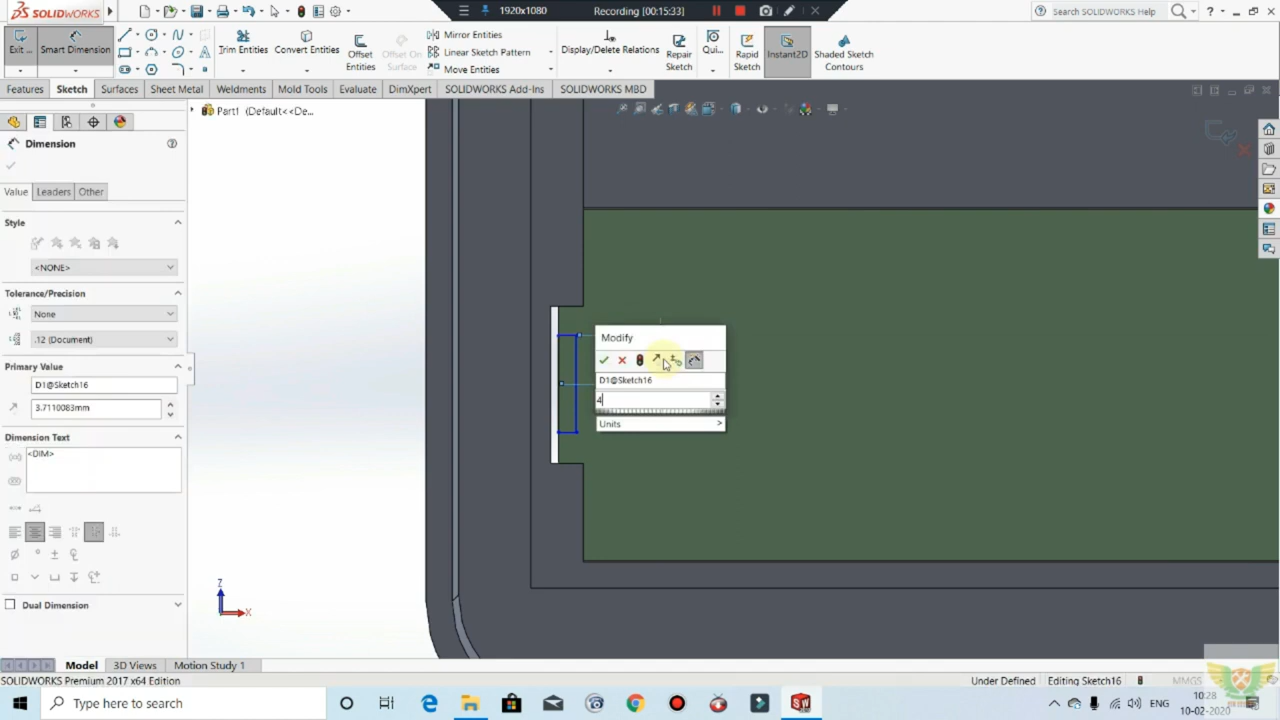 SOLIDWORKS
1920x1080
Recording [00:15:33]
Search SOLIDWORKS Help
Exit ...
Smart Dimension
Trim Entities
Convert Entities
Offset Entities
Offset On Surface
Mirror Entities
Linear Sketch Pattern
Move Entities
Display/Delete Relations
Repair Sketch
Qui...
Rapid Sketch
Instant2D
Shaded Sketch Contours
Features
Sketch
Surfaces
Sheet Metal
Weldments
Mold Tools
Evaluate
DimXpert
SOLIDWORKS Add-Ins
SOLIDWORKS MBD
Part1 (Default<<De...
Dimension
Value
Leaders
Other
Style
<NONE>
Tolerance/Precision
None
.12 (Document)
Primary Value
D1@Sketch16
3.7110083mm
Dimension Text
<DIM>
Dual Dimension
Modify
D1@Sketch16
4
Units
Z
X
Model
3D Views
Motion Study 1
SOLIDWORKS Premium 2017 x64 Edition
Under Defined
Editing Sketch16
MMGS
Type here to search
ENG
10:28
10-02-2020